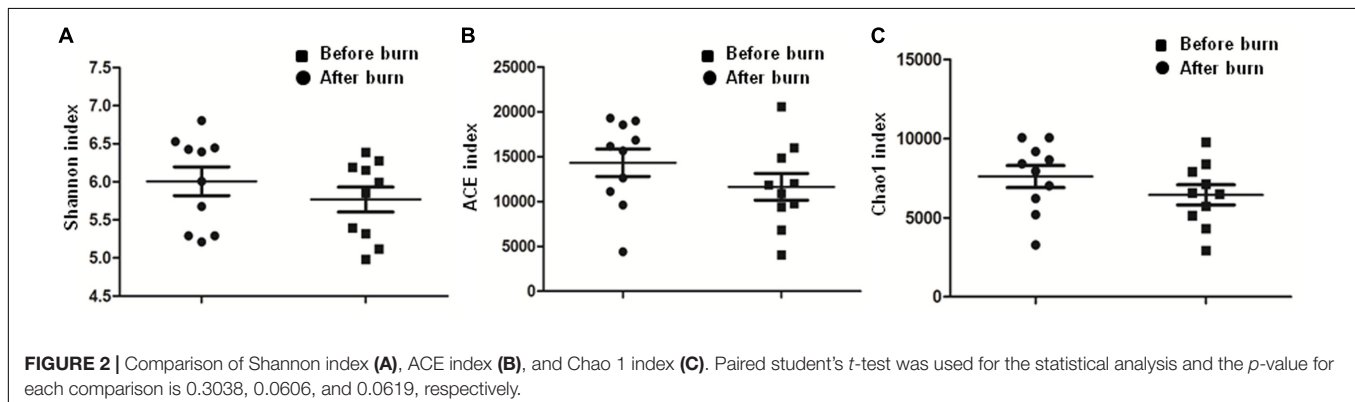 A
■ Before burn
● After burn
Shannon index
7.5
7.0
6.5
6.0
5.5
5.0
4.5
B
■ Before burn
● After burn
ACE index
25000
20000
15000
10000
5000
0
C
■ Before burn
● After burn
Chao1 index
15000
10000
5000
0
FIGURE 2 | Comparison of Shannon index (A), ACE index (B), and Chao 1 index (C). Paired student's t-test was used for the statistical analysis and the p-value for
each comparison is 0.3038, 0.0606, and 0.0619, respectively.